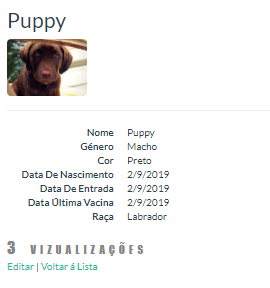 Puppy
Nome Puppy
Género Macho
Cor Preto
Data De Nascimento 2/9/2019
Data De Entrada 2/9/2019
Data Última Vacina 2/9/2019
Raça Labrador
3 VIZUALIZAÇÕES
Editar | Voltar á Lista